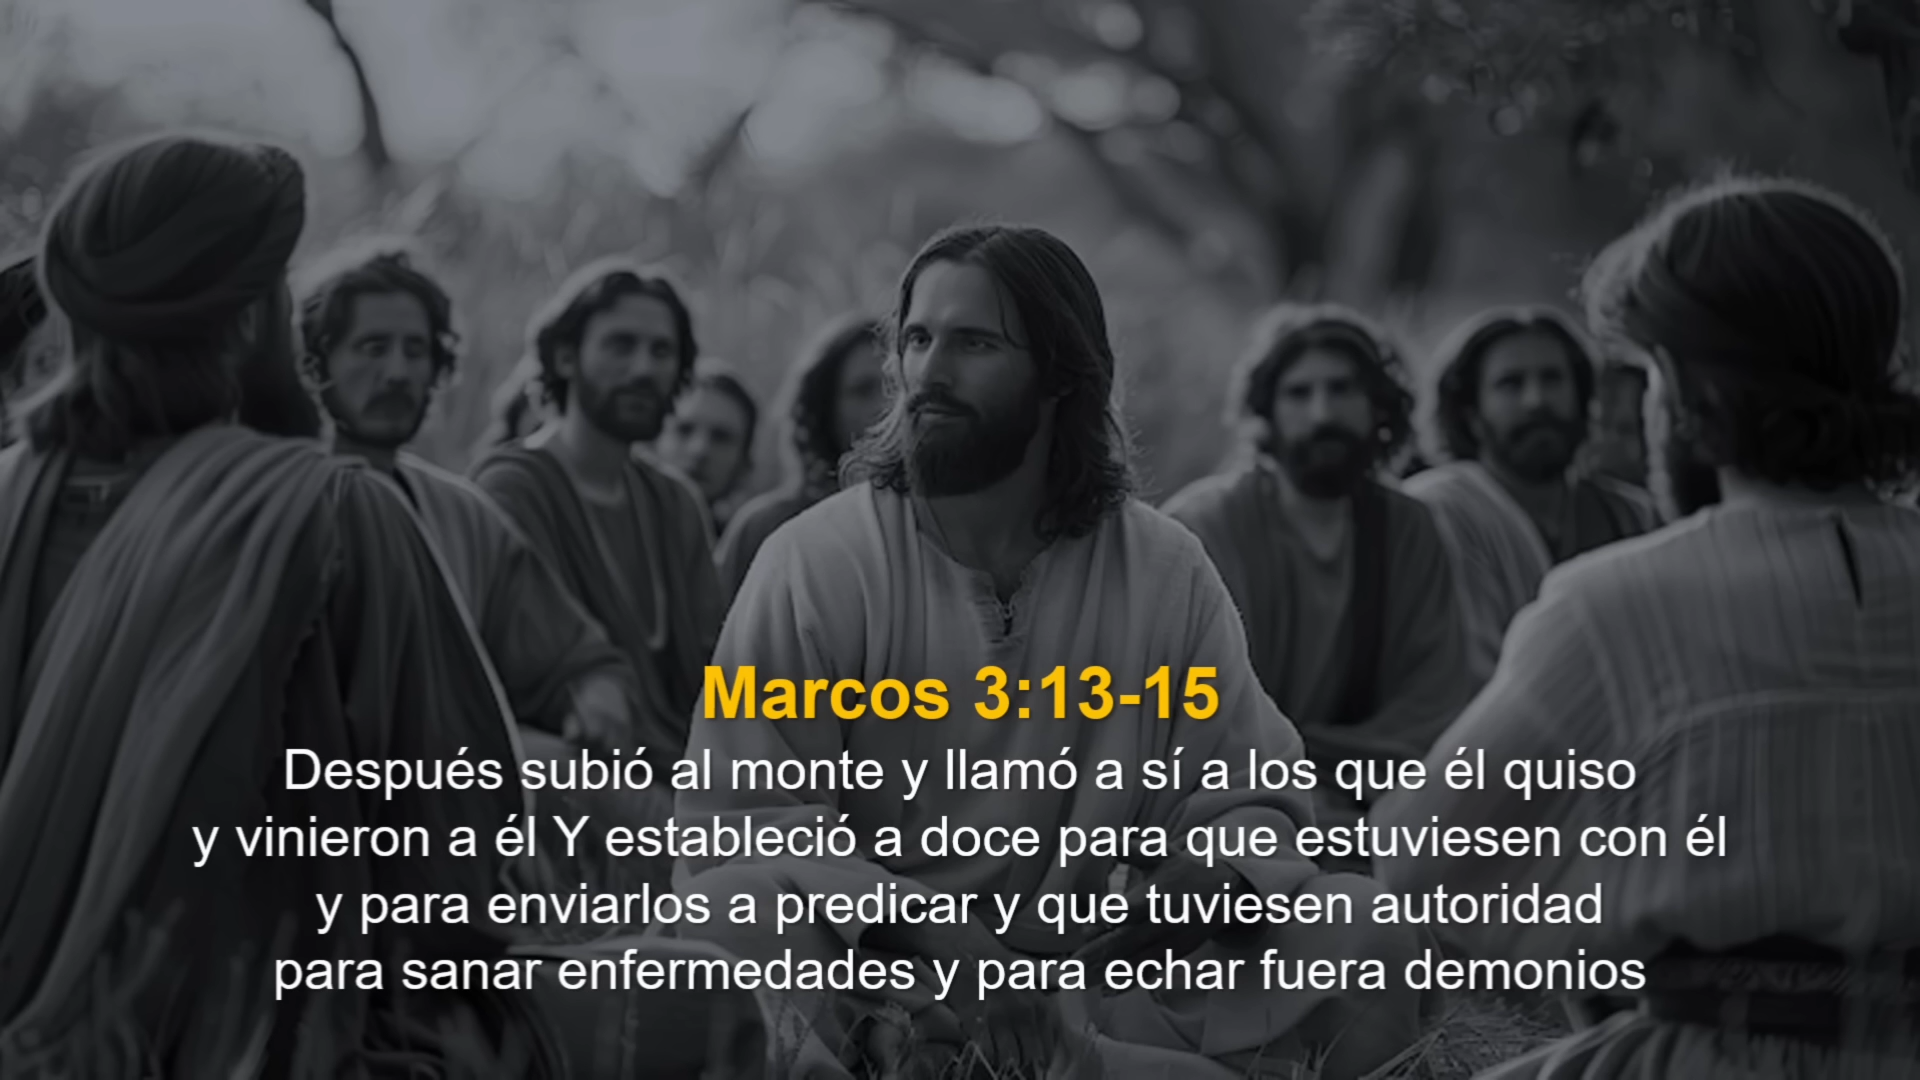 Marcos 3:13-15
Después subió al monte y llamó a sí a los que él quiso
y vinieron a él Y estableció a doce para que estuviesen con él
y para enviarlos a predicar y que tuviesen autoridad
para sanar enfermedades y para echar fuera demonios